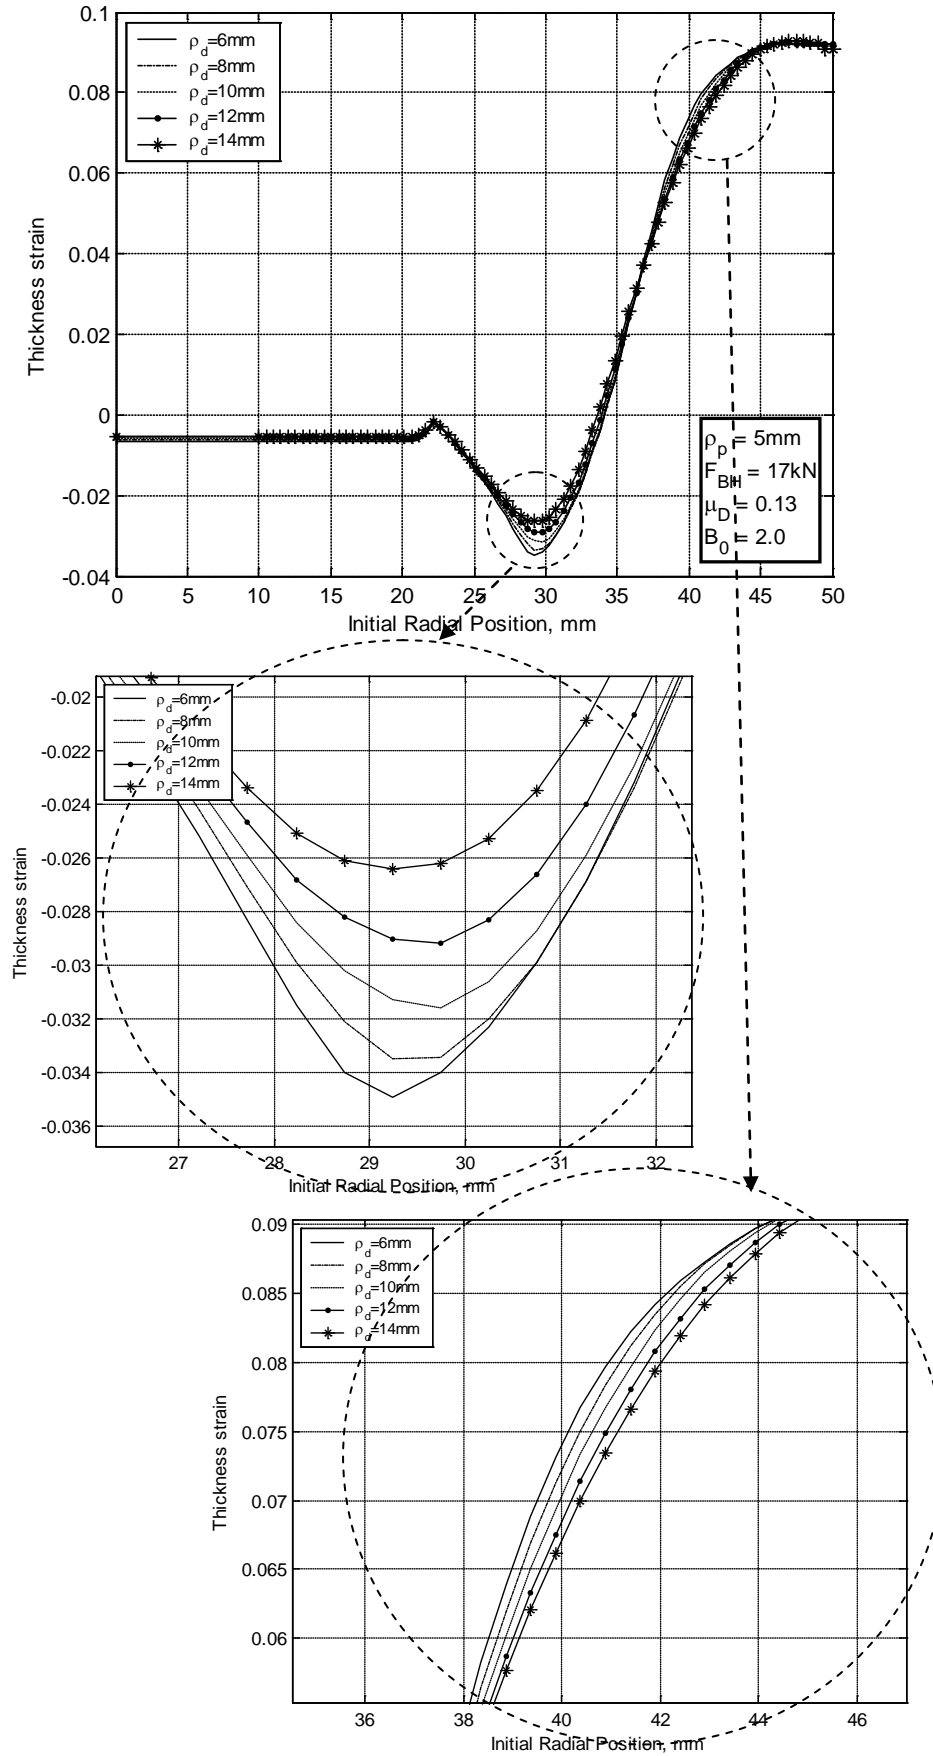 0.1
0.08
0.06
0.04
0.02
0
-0.02
-0.04
Thickness strain
ρd=6mm
ρd=8mm
ρd=10mm
ρd=12mm
ρd=14mm
ρp = 5mm
FBH = 17kN
μD = 0.13
B0 = 2.0
0 5 10 15 20 25 30 35 40 45 50
Initial Radial Position, mm
-0.02
-0.022
-0.024
-0.026
-0.028
-0.03
-0.032
-0.034
-0.036
Thickness strain
ρd=6mm
ρd=8mm
ρd=10mm
ρd=12mm
ρd=14mm
27 28 29 30 31 32
Initial Radial Position, mm
0.09
0.085
0.08
0.075
0.07
0.065
0.06
Thickness strain
ρd=6mm
ρd=8mm
ρd=10mm
ρd=12mm
ρd=14mm
36 38 40 42 44 46
Initial Radial Position, mm